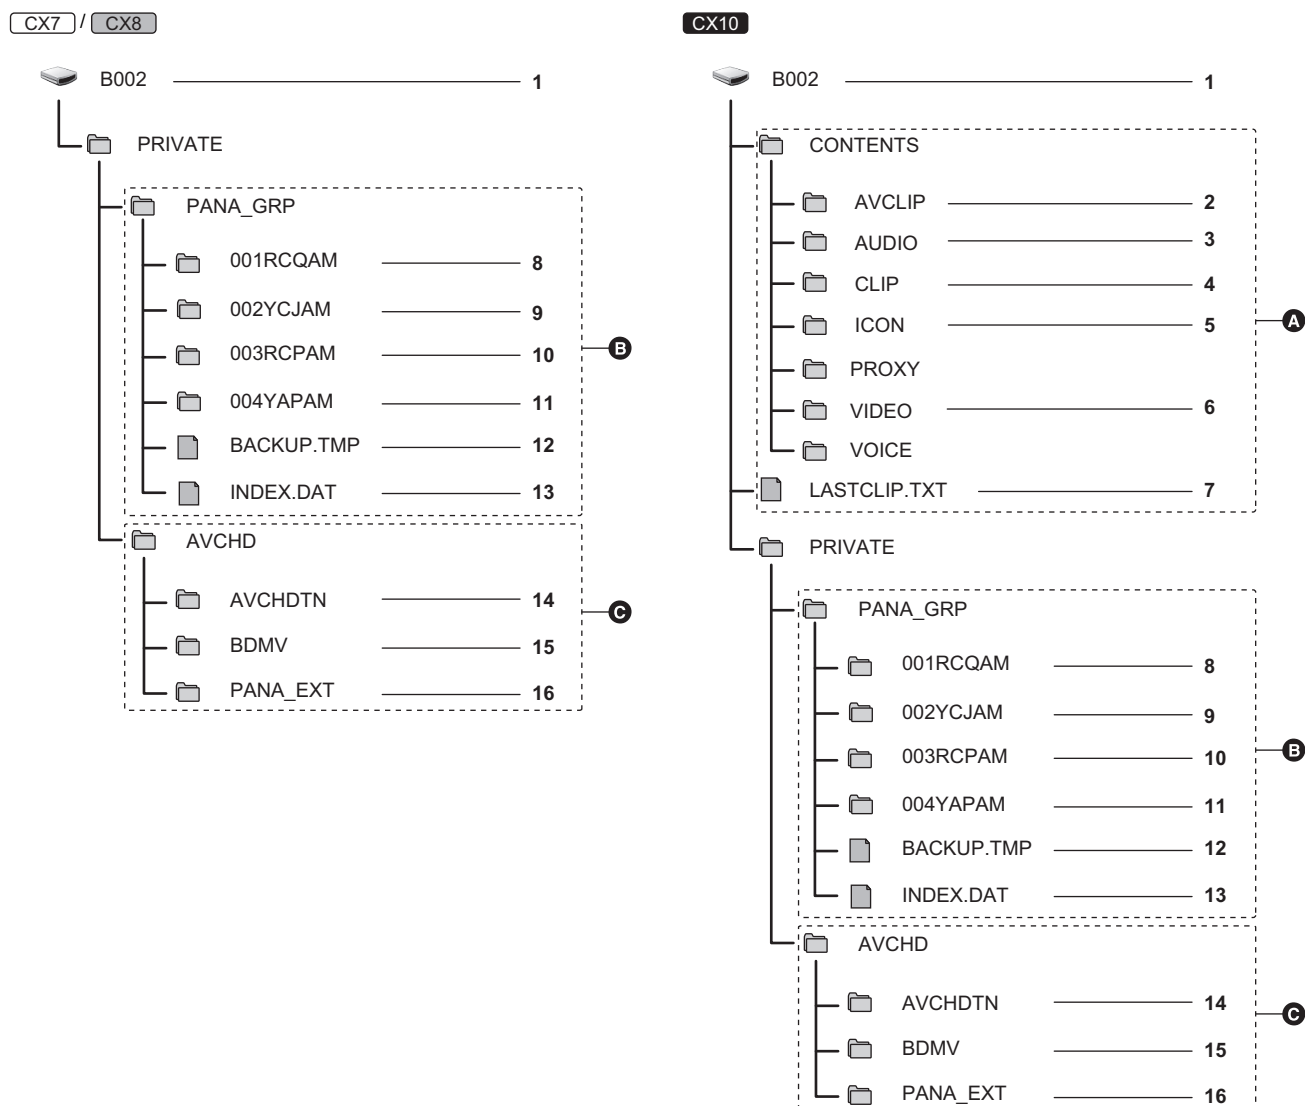 CX7 / CX8
B002 1
PRIVATE
PANA_GRP
001RCQAM 8
002YCJAM 9
003RCPAM 10
004YAPAM 11
BACKUP.TMP 12
INDEX.DAT 13
B
AVCHD
AVCHDTN 14
BDMV 15
PANA_EXT 16
C
CX10
B002 1
CONTENTS
AVCLIP 2
AUDIO 3
CLIP 4
ICON 5
PROXY
VIDEO 6
VOICE
LASTCLIP.TXT 7
A
PRIVATE
PANA_GRP
001RCQAM 8
002YCJAM 9
003RCPAM 10
004YAPAM 11
BACKUP.TMP 12
INDEX.DAT 13
B
AVCHD
AVCHDTN 14
BDMV 15
PANA_EXT 16
C